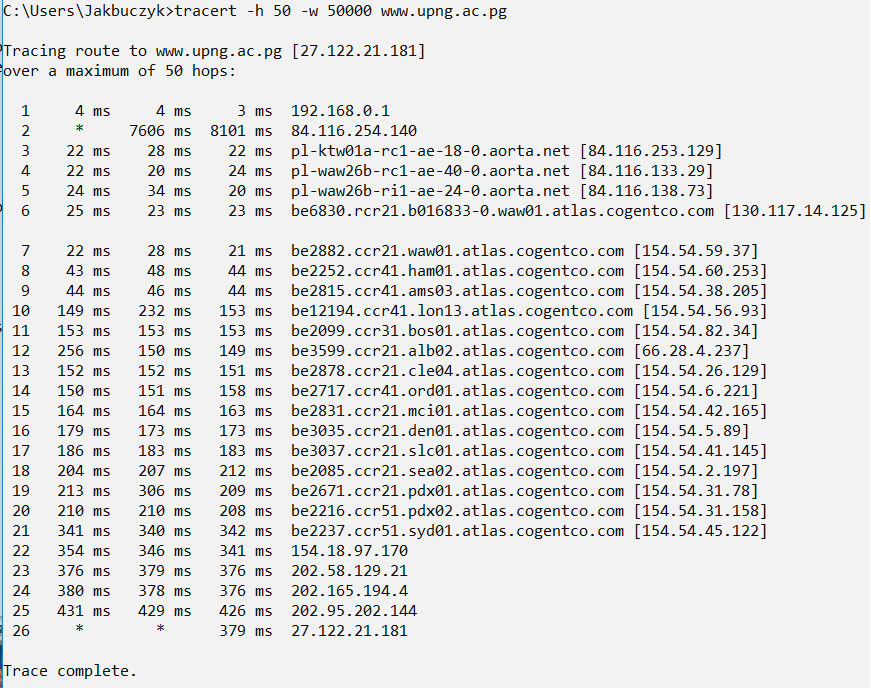 C:\Users\Jakbuczyk>tracert -h 50 -w 50000 www.upng.ac.pg
Tracing route to www.upng.ac.pg [27.122.21.181]
over a maximum of 50 hops:
1 4 ms 4 ms 3 ms 192.168.0.1
2 * 7606 ms 8101 ms 84.116.254.140
3 22 ms 28 ms 22 ms pl-ktw01a-rc1-ae-18-0.aorta.net [84.116.253.129]
4 22 ms 20 ms 24 ms pl-waw26b-rc1-ae-40-0.aorta.net [84.116.133.29]
5 24 ms 34 ms 20 ms pl-waw26b-ri1-ae-24-0.aorta.net [84.116.138.73]
6 25 ms 23 ms 23 ms be6830.rcr21.b016833-0.waw01.atlas.cogentco.com [130.117.14.125]
7 22 ms 28 ms 21 ms be2882.ccr21.waw01.atlas.cogentco.com [154.54.59.37]
8 43 ms 48 ms 44 ms be2252.ccr41.ham01.atlas.cogentco.com [154.54.60.253]
9 44 ms 46 ms 44 ms be2815.ccr41.ams03.atlas.cogentco.com [154.54.38.205]
10 149 ms 232 ms 153 ms be12194.ccr41.lon13.atlas.cogentco.com [154.54.56.93]
11 153 ms 153 ms 153 ms be2099.ccr31.bos01.atlas.cogentco.com [154.54.82.34]
12 256 ms 150 ms 149 ms be3599.ccr21.alb02.atlas.cogentco.com [66.28.4.237]
13 152 ms 152 ms 151 ms be2878.ccr21.cle04.atlas.cogentco.com [154.54.26.129]
14 150 ms 151 ms 158 ms be2717.ccr41.ord01.atlas.cogentco.com [154.54.6.221]
15 164 ms 164 ms 163 ms be2831.ccr21.mci01.atlas.cogentco.com [154.54.42.165]
16 179 ms 173 ms 173 ms be3035.ccr21.den01.atlas.cogentco.com [154.54.5.89]
17 186 ms 183 ms 183 ms be3037.ccr21.slc01.atlas.cogentco.com [154.54.41.145]
18 204 ms 207 ms 212 ms be2085.ccr21.sea02.atlas.cogentco.com [154.54.2.197]
19 213 ms 306 ms 209 ms be2671.ccr21.pdx01.atlas.cogentco.com [154.54.31.78]
20 210 ms 210 ms 208 ms be2216.ccr51.pdx02.atlas.cogentco.com [154.54.31.158]
21 341 ms 340 ms 342 ms be2237.ccr51.syd01.atlas.cogentco.com [154.54.45.122]
22 354 ms 346 ms 341 ms 154.18.97.170
23 376 ms 379 ms 376 ms 202.58.129.21
24 380 ms 378 ms 376 ms 202.165.194.4
25 431 ms 429 ms 426 ms 202.95.202.144
26 * * 379 ms 27.122.21.181
Trace complete.